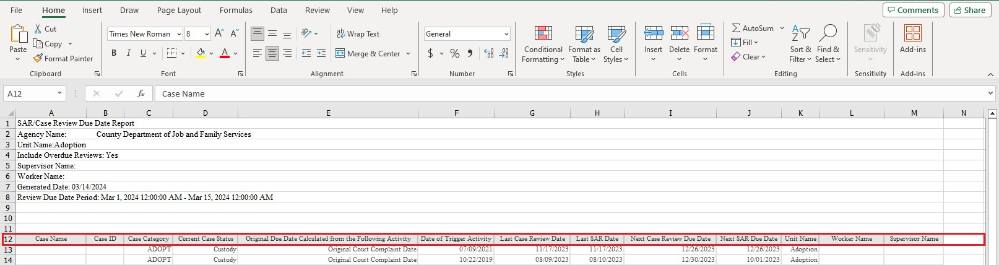 File Home Insert Draw Page Layout Formulas Data Review View Help Comments Share
Paste Cut Copy Format Painter Clipboard
Times New Roman 8 A^ A˅ B I U A Font
ab Wrap Text Merge & Center Alignment
General $ % , .00 →0 Number
Conditional Formatting Format as Table Cell Styles Styles
Insert Delete Format Cells
AutoSum Fill Clear Sort & Filter Find & Select Editing
Sensitivity Sensitivity
Add-ins Add-ins
A12 fx Case Name
A B C D E F G H I J K L M N
1 SAR/Case Review Due Date Report
2 Agency Name: County Department of Job and Family Services
3 Unit Name:Adoption
4 Include Overdue Reviews: Yes
5 Supervisor Name:
6 Worker Name:
7 Generated Date: 03/14/2024
8 Review Due Date Period: Mar 1, 2024 12:00:00 AM - Mar 15, 2024 12:00:00 AM
9
10
11
12 Case Name Case ID Case Category Current Case Status Original Due Date Calculated from the Following Activity Date of Trigger Activity Last Case Review Date Last SAR Date Next Case Review Due Date Next SAR Due Date Unit Name Worker Name Supervisor Name
13 ADOPT Custody Original Court Complaint Date 07/09/2021 11/17/2023 11/17/2023 12/26/2023 12/26/2023 Adoption
14 ADOPT Custody Original Court Complaint Date 10/22/2019 08/09/2023 08/10/2023 12/30/2023 10/01/2023 Adoption